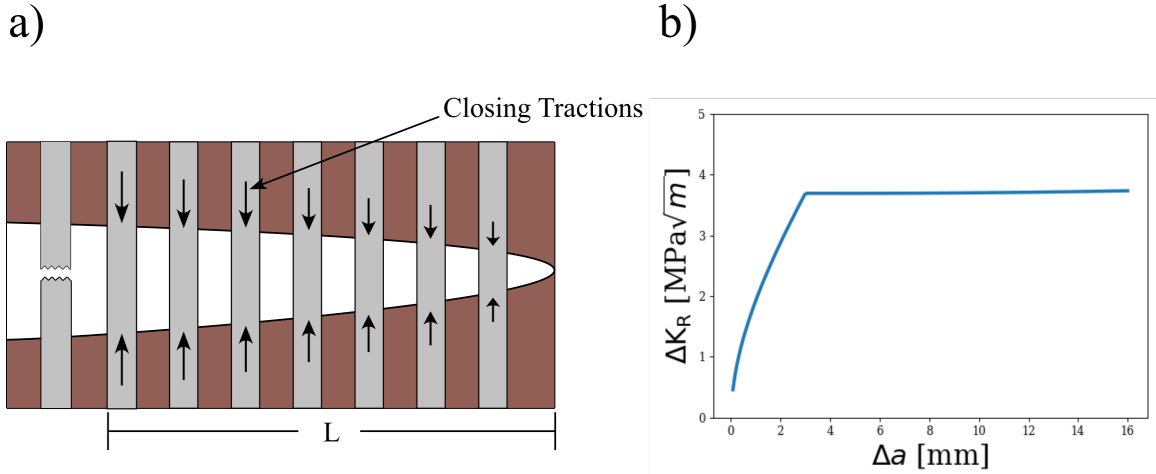 a)
b)
Closing Tractions
L
5
4
3
2
1
0
ΔK_R [MPa√m]
0 2 4 6 8 10 12 14 16
Δa [mm]